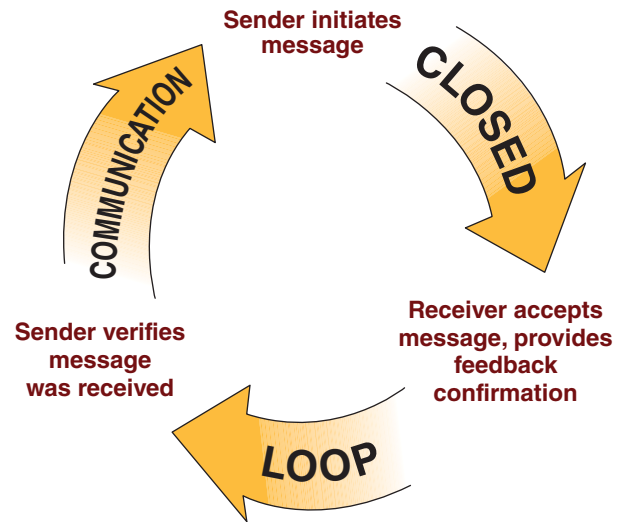 Sender initiates
message
CLOSED
Receiver accepts
message, provides
feedback
confirmation
LOOP
Sender verifies
message
was received
COMMUNICATION